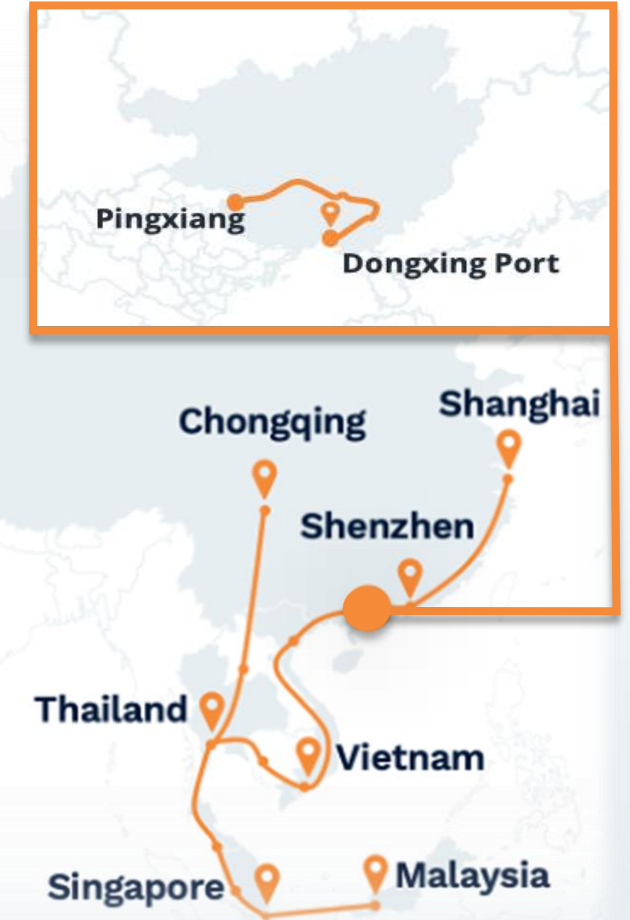 Pingxiang
Dongxing Port
Shanghai
Chongqing
Shenzhen
Thailand
Vietnam
Malaysia
Singapore